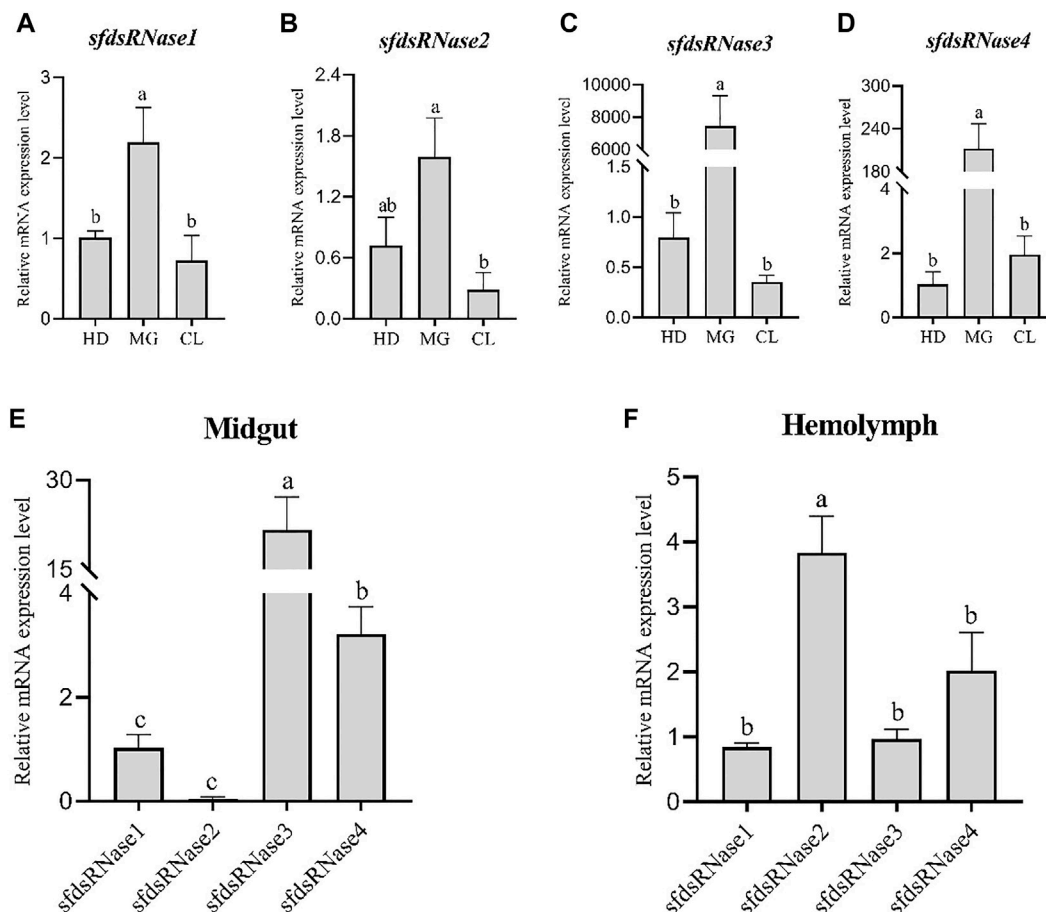 A
sfdsRNase1
Relative mRNA expression level
3
2
1
0
b
a
b
HD MG CL
B
sfdsRNase2
Relative mRNA expression level
2.4
1.8
1.2
0.6
0.0
ab
a
b
HD MG CL
C
sfdsRNase3
Relative mRNA expression level
10000
8000
6000
1.5
1.0
0.5
0.0
b
a
b
HD MG CL
D
sfdsRNase4
Relative mRNA expression level
300
240
180
4
2
0
b
a
b
HD MG CL
E
Midgut
Relative mRNA expression level
30
15
4
2
0
c
c
a
b
sfdsRNase1
sfdsRNase2
sfdsRNase3
sfdsRNase4
F
Hemolymph
Relative mRNA expression level
5
4
3
2
1
0
b
a
b
b
sfdsRNase1
sfdsRNase2
sfdsRNase3
sfdsRNase4